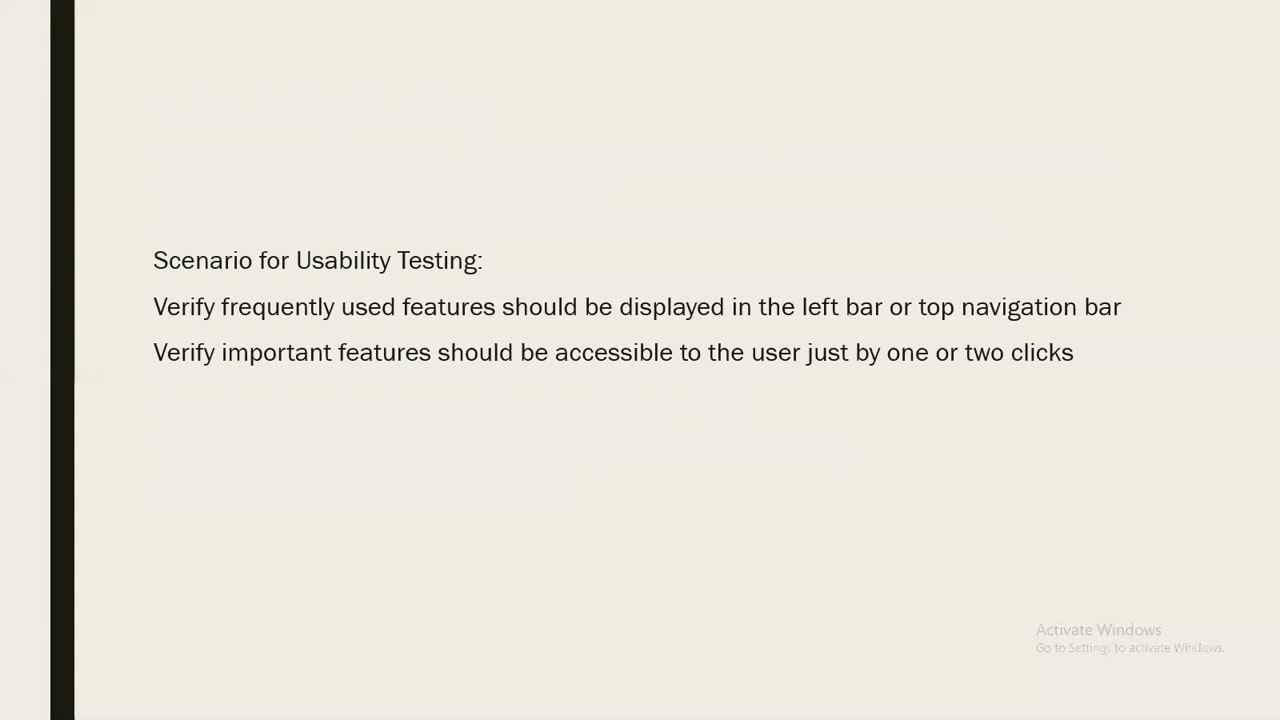 Scenario for Usability Testing:
Verify frequently used features should be displayed in the left bar or top navigation bar
Verify important features should be accessible to the user just by one or two clicks
Activate Windows
Go to Settings to activate Windows.